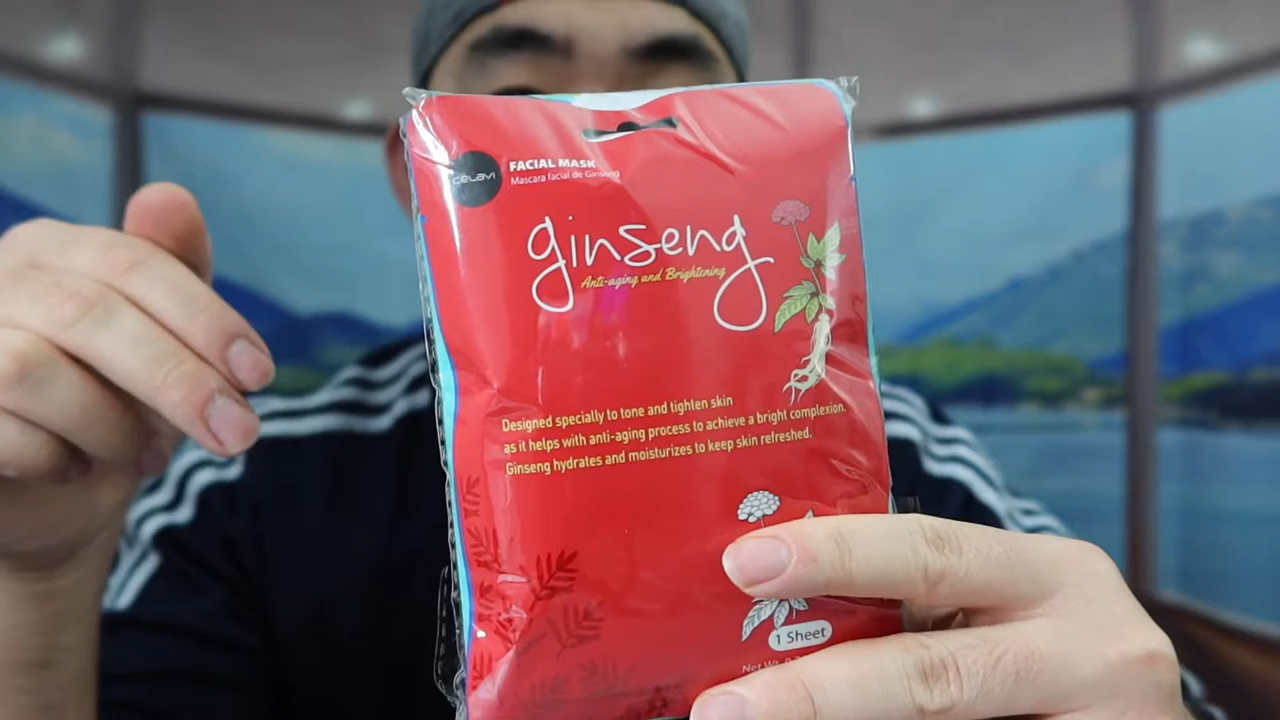 CELAVI
FACIAL MASK
Mascara facial de Ginseng
ginseng
Anti-aging and Brightening
Designed specially to tone and tighten skin
as it helps with anti-aging process to achieve a bright complexion.
Ginseng hydrates and moisturizes to keep skin refreshed.
1 Sheet
Net Wt.